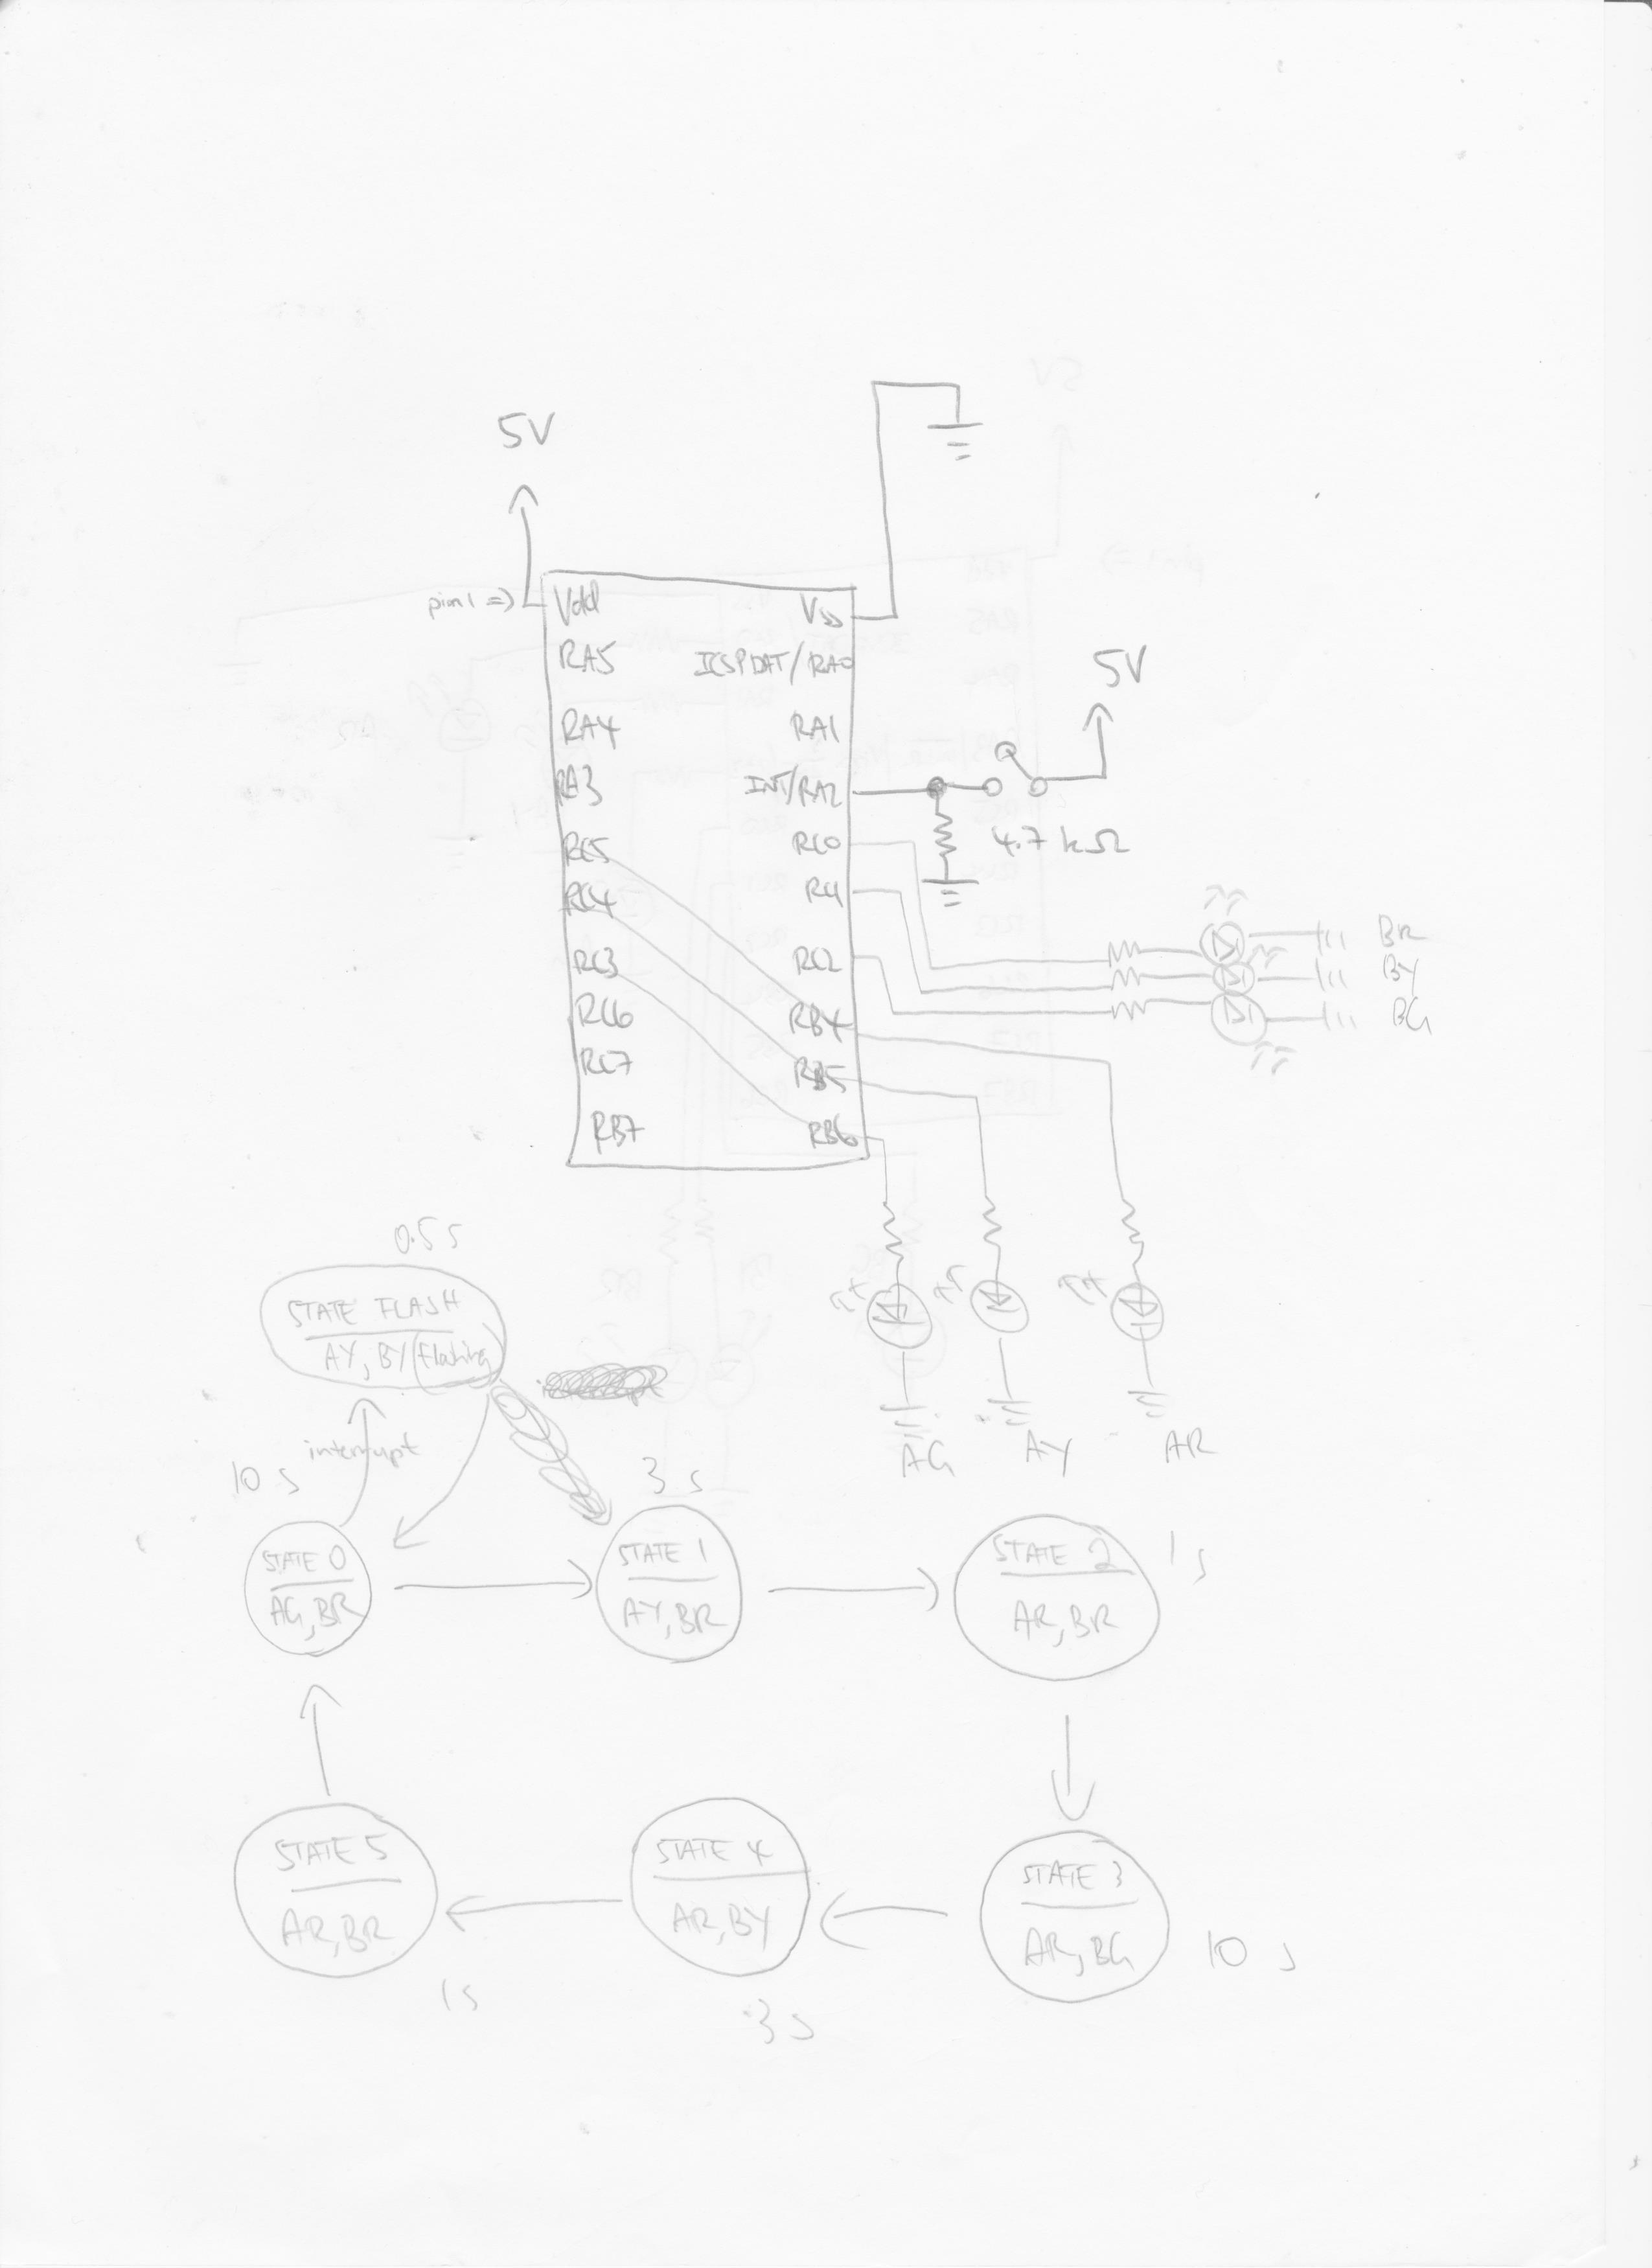 5V
pin 1 => Vdd Vss
RA5 ICSPDAT/RA0
5V
RA4 RA1
RA3 INT/RA2
4.7 kΩ
RC5 RC0
RC4 RC1
RC3 RC2
BR
BY
BG
RC6 RB4
RC7 RB5
RB7 RB6
AG AY AR
0.5 s
STATE FLASH
AY, BY flashing
interrupt
10 s
3 s
STATE 0
AG, BR
STATE 1
AY, BR
STATE 2
AR, BR
1 s
STATE 5
AR, BR
1 s
STATE 4
AR, BY
3 s
STATE 3
AR, BG
10 s